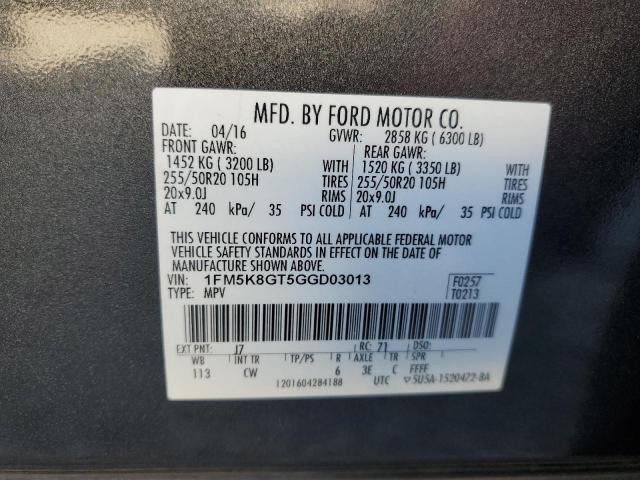 MFD. BY FORD MOTOR CO.
DATE: 04/16 GVWR: 2858 KG ( 6300 LB)
FRONT GAWR: REAR GAWR:
1452 KG ( 3200 LB) WITH 1520 KG ( 3350 LB) WITH
255/50R20 105H TIRES 255/50R20 105H TIRES
20x9.0J RIMS 20x9.0J RIMS
AT 240 kPa/ 35 PSI COLD AT 240 kPa/ 35 PSI COLD
THIS VEHICLE CONFORMS TO ALL APPLICABLE FEDERAL MOTOR
VEHICLE SAFETY STANDARDS IN EFFECT ON THE DATE OF
MANUFACTURE SHOWN ABOVE.
VIN: 1FM5K8GT5GGD03013 F0257
TYPE: MPV T0213
EXT PNT: J7 RC: 71 DSO:
WB INT TR TP/PS R AXLE TR SPR
113 CW 6 3E C FFFF
1201604284188 UTC ▽5U5A-1520472-BA